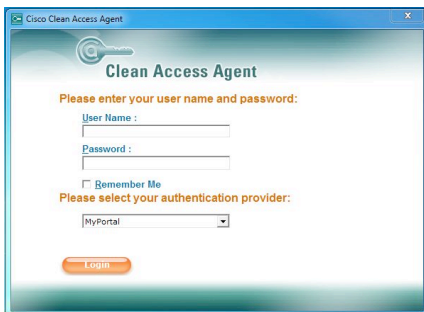 Cisco Clean Access Agent
Clean Access Agent
Please enter your user name and password:
User Name :
Password :
Remember Me
Please select your authentication provider:
MyPortal
Login